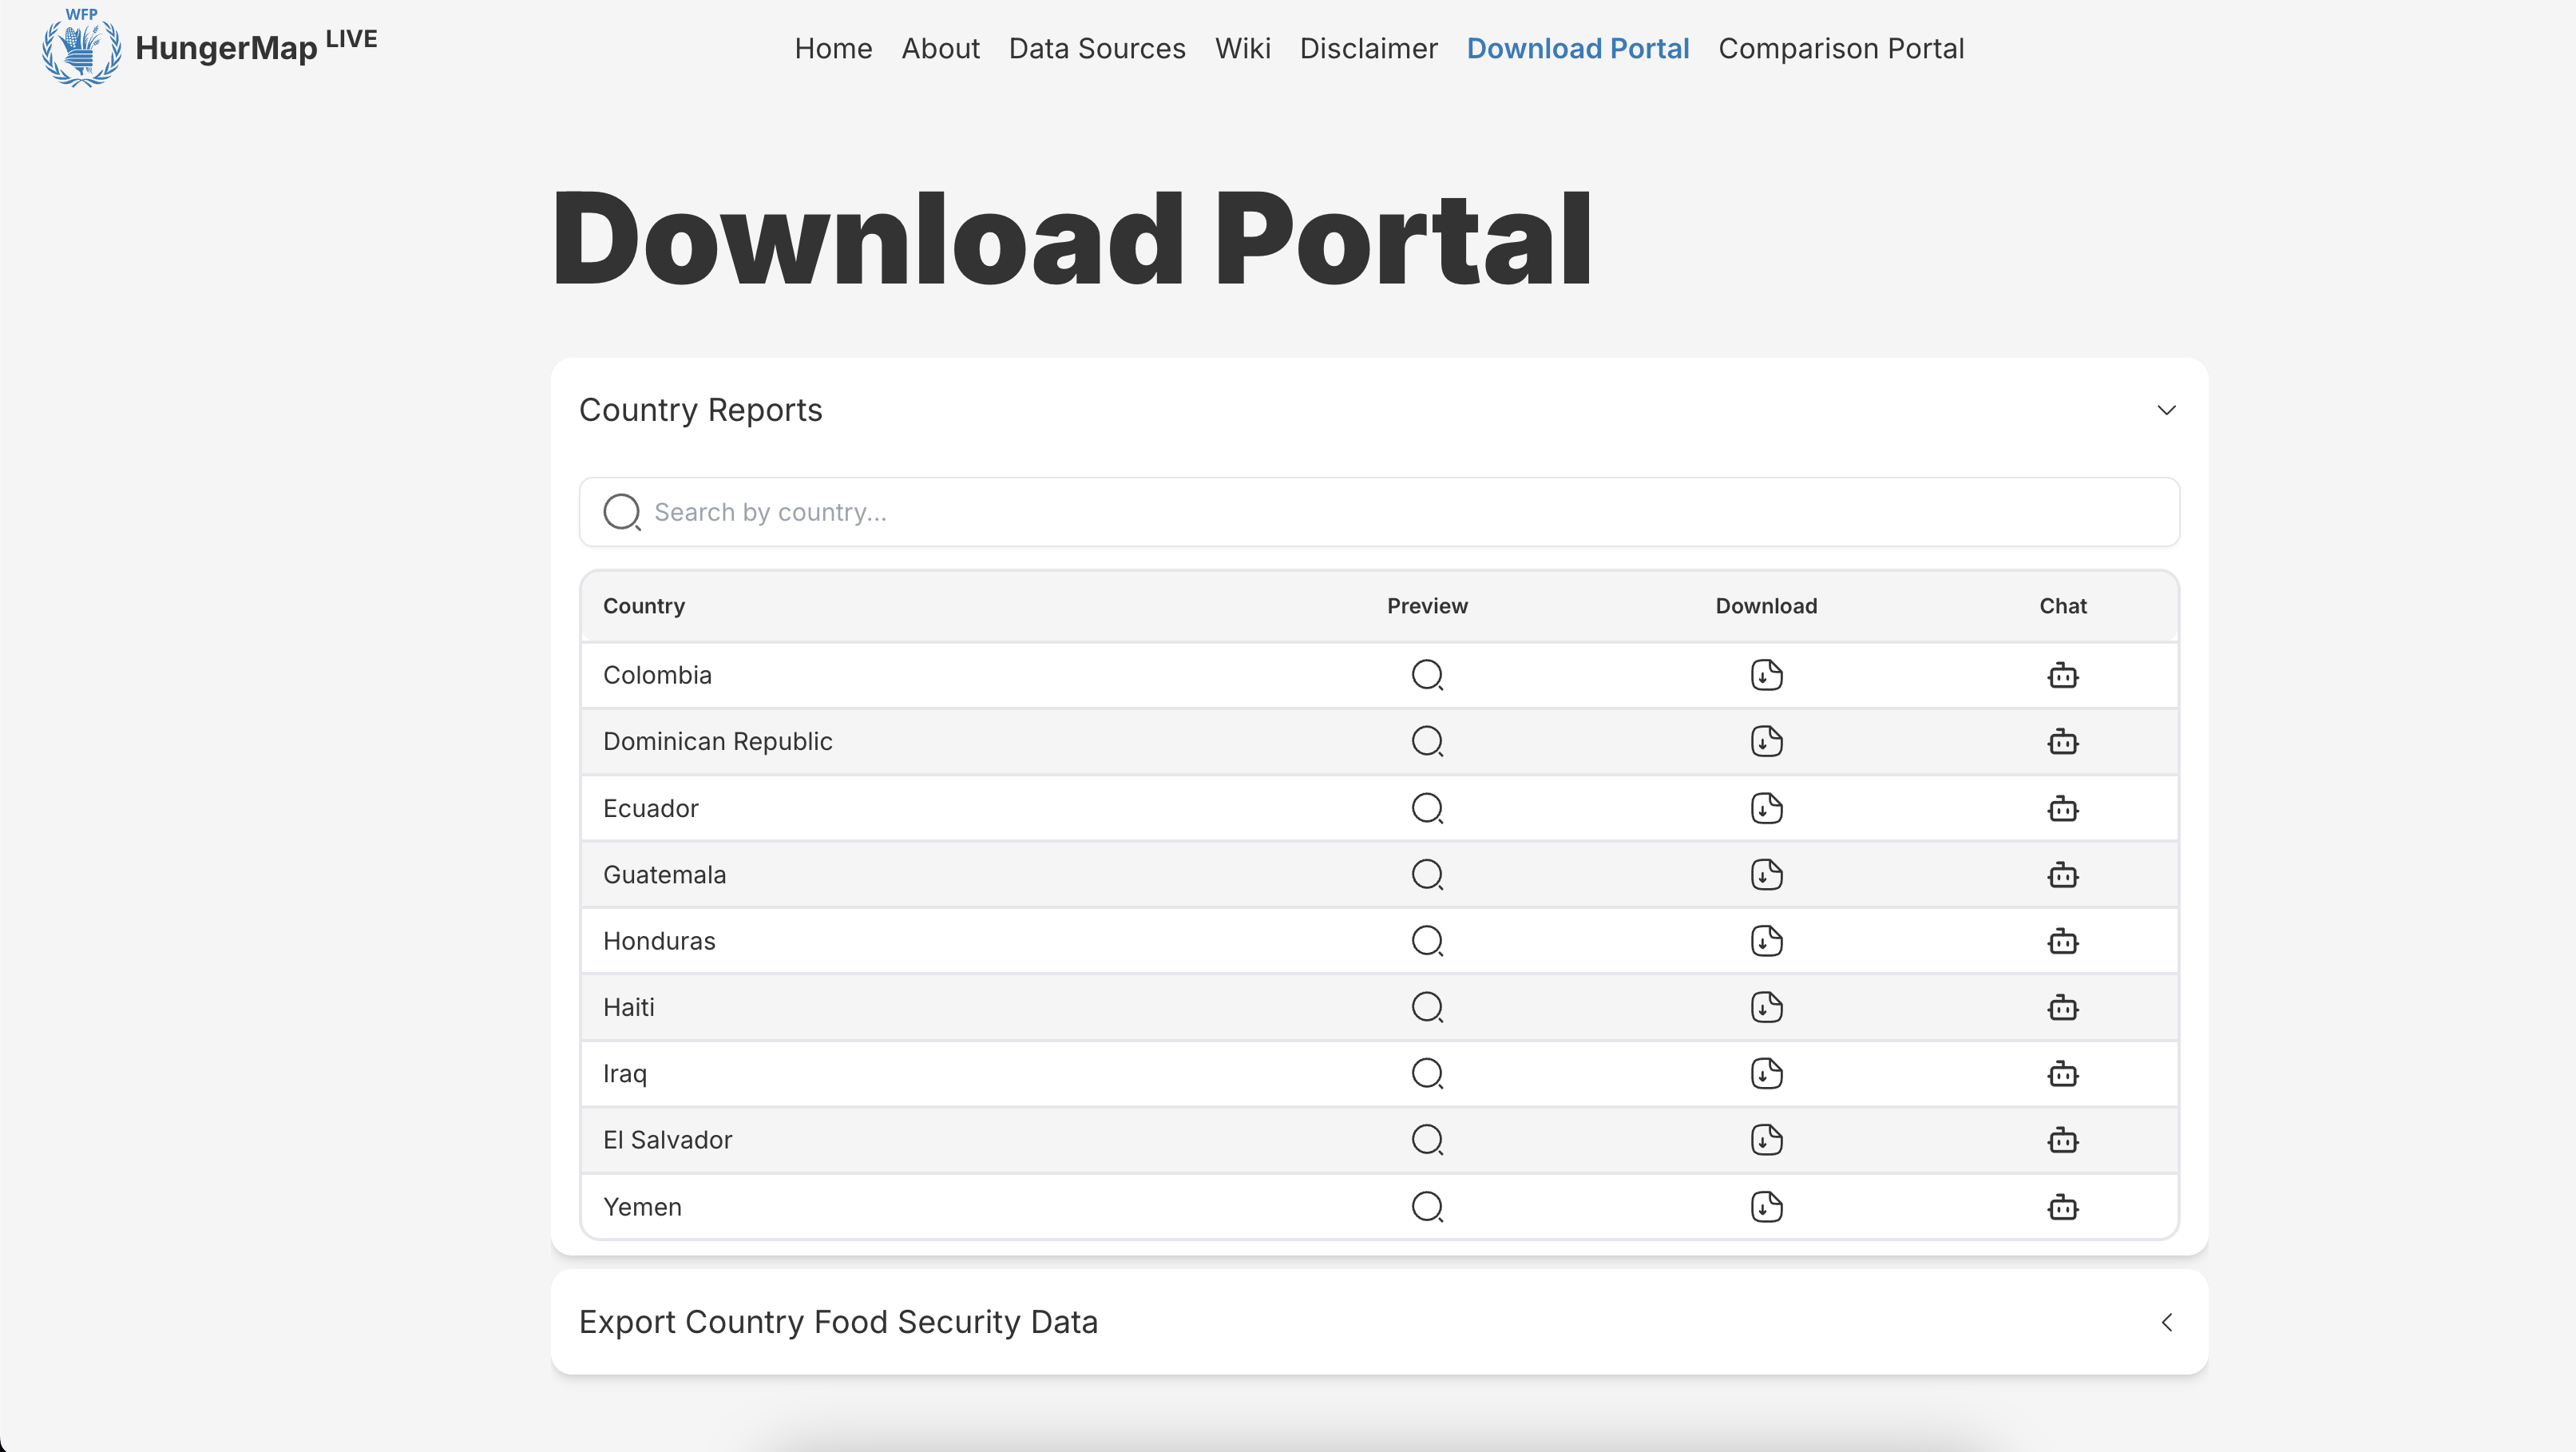 WFP
HungerMap LIVE
Home About Data Sources Wiki Disclaimer Download Portal Comparison Portal
Download Portal
Country Reports
Search by country...
Country Preview Download Chat
Colombia
Dominican Republic
Ecuador
Guatemala
Honduras
Haiti
Iraq
El Salvador
Yemen
Export Country Food Security Data